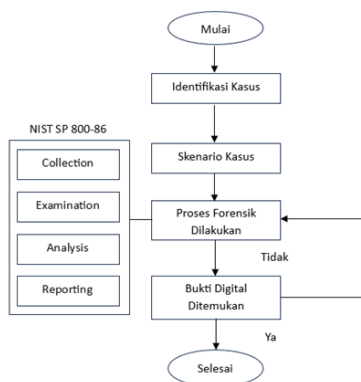 Mulai
Identifikasi Kasus
NIST SP 800-86
Collection
Examination
Analysis
Reporting
Skenario Kasus
Proses Forensik
Dilakukan
Tidak
Bukti Digital
Ditemukan
Ya
Selesai